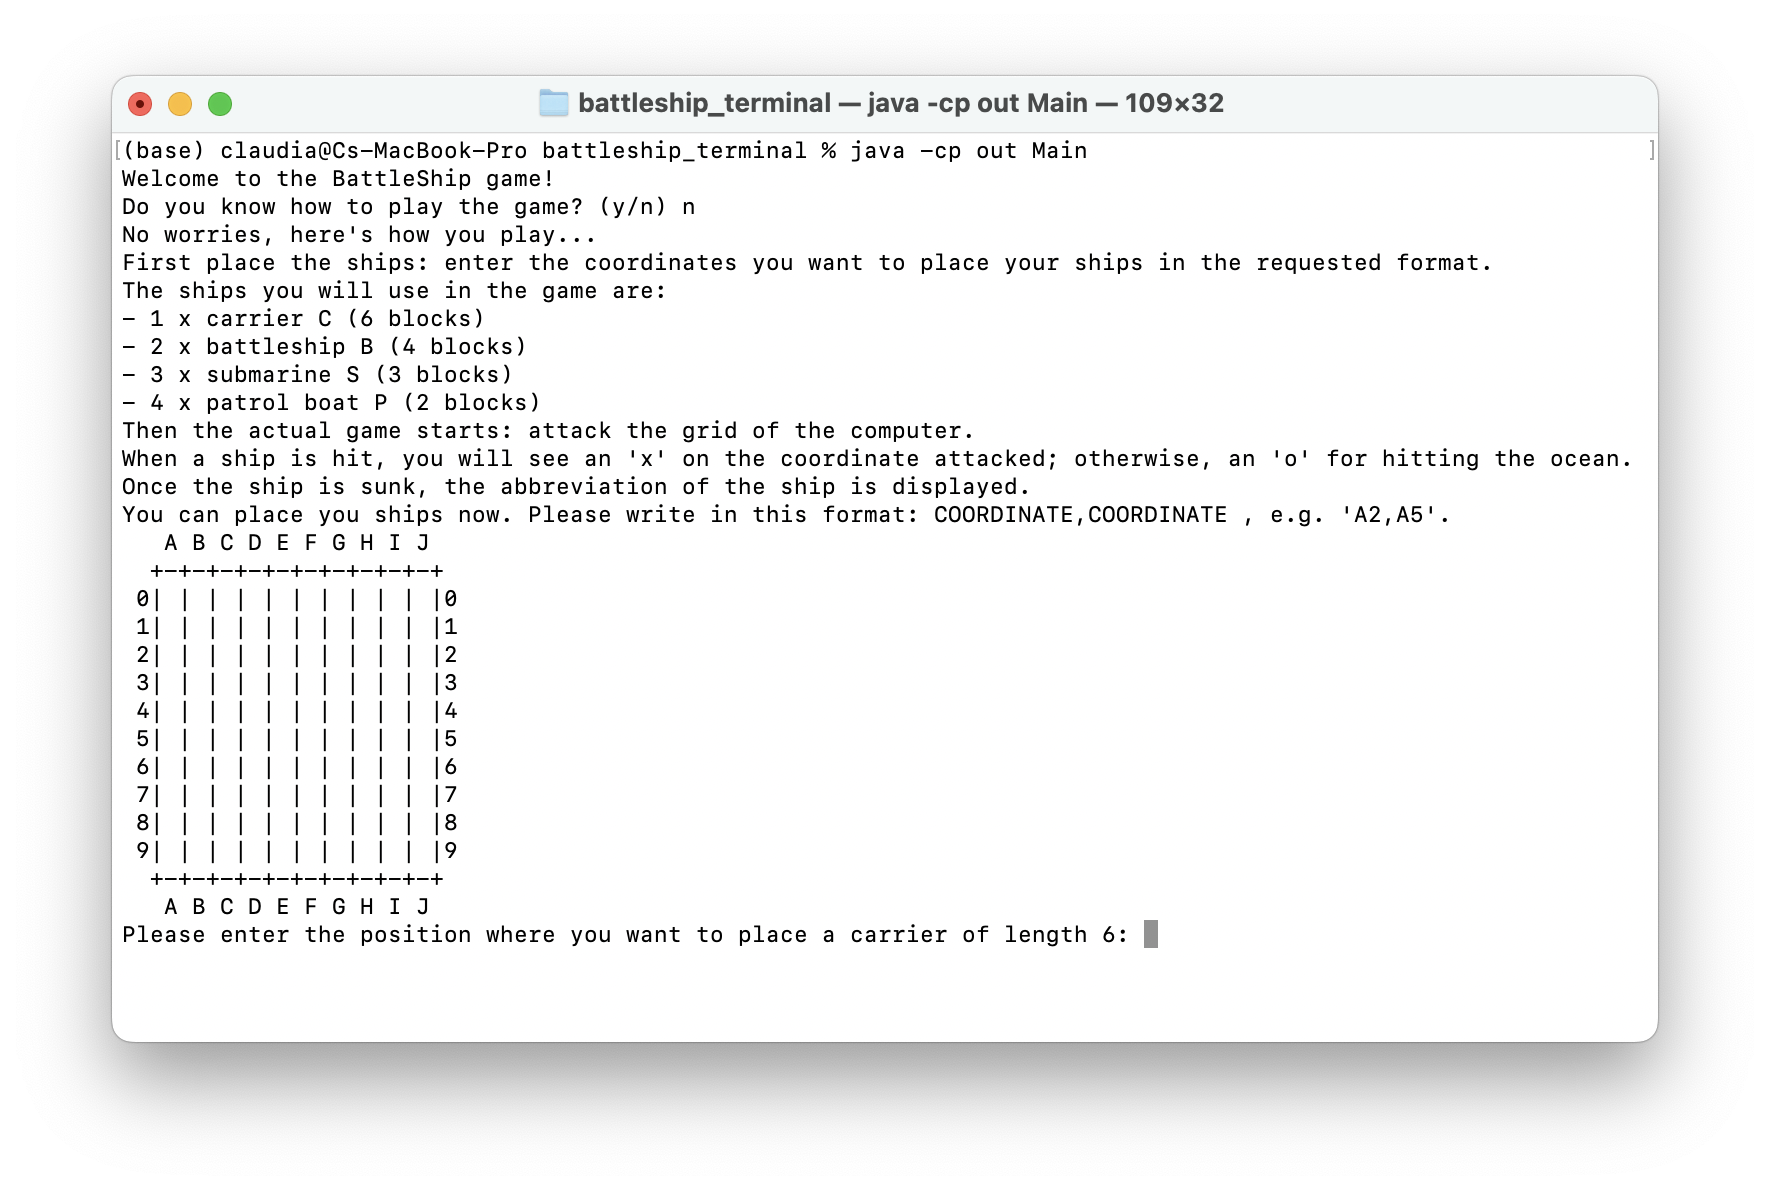 battleship_terminal — java -cp out Main — 109×32
[(base) claudia@Cs-MacBook-Pro battleship_terminal % java -cp out Main ]
Welcome to the BattleShip game!
Do you know how to play the game? (y/n) n
No worries, here's how you play...
First place the ships: enter the coordinates you want to place your ships in the requested format.
The ships you will use in the game are:
- 1 x carrier C (6 blocks)
- 2 x battleship B (4 blocks)
- 3 x submarine S (3 blocks)
- 4 x patrol boat P (2 blocks)
Then the actual game starts: attack the grid of the computer.
When a ship is hit, you will see an 'x' on the coordinate attacked; otherwise, an 'o' for hitting the ocean.
Once the ship is sunk, the abbreviation of the ship is displayed.
You can place you ships now. Please write in this format: COORDINATE,COORDINATE , e.g. 'A2,A5'.
   A B C D E F G H I J
  +-+-+-+-+-+-+-+-+-+-+
 0| | | | | | | | | | |0
 1| | | | | | | | | | |1
 2| | | | | | | | | | |2
 3| | | | | | | | | | |3
 4| | | | | | | | | | |4
 5| | | | | | | | | | |5
 6| | | | | | | | | | |6
 7| | | | | | | | | | |7
 8| | | | | | | | | | |8
 9| | | | | | | | | | |9
  +-+-+-+-+-+-+-+-+-+-+
   A B C D E F G H I J
Please enter the position where you want to place a carrier of length 6: